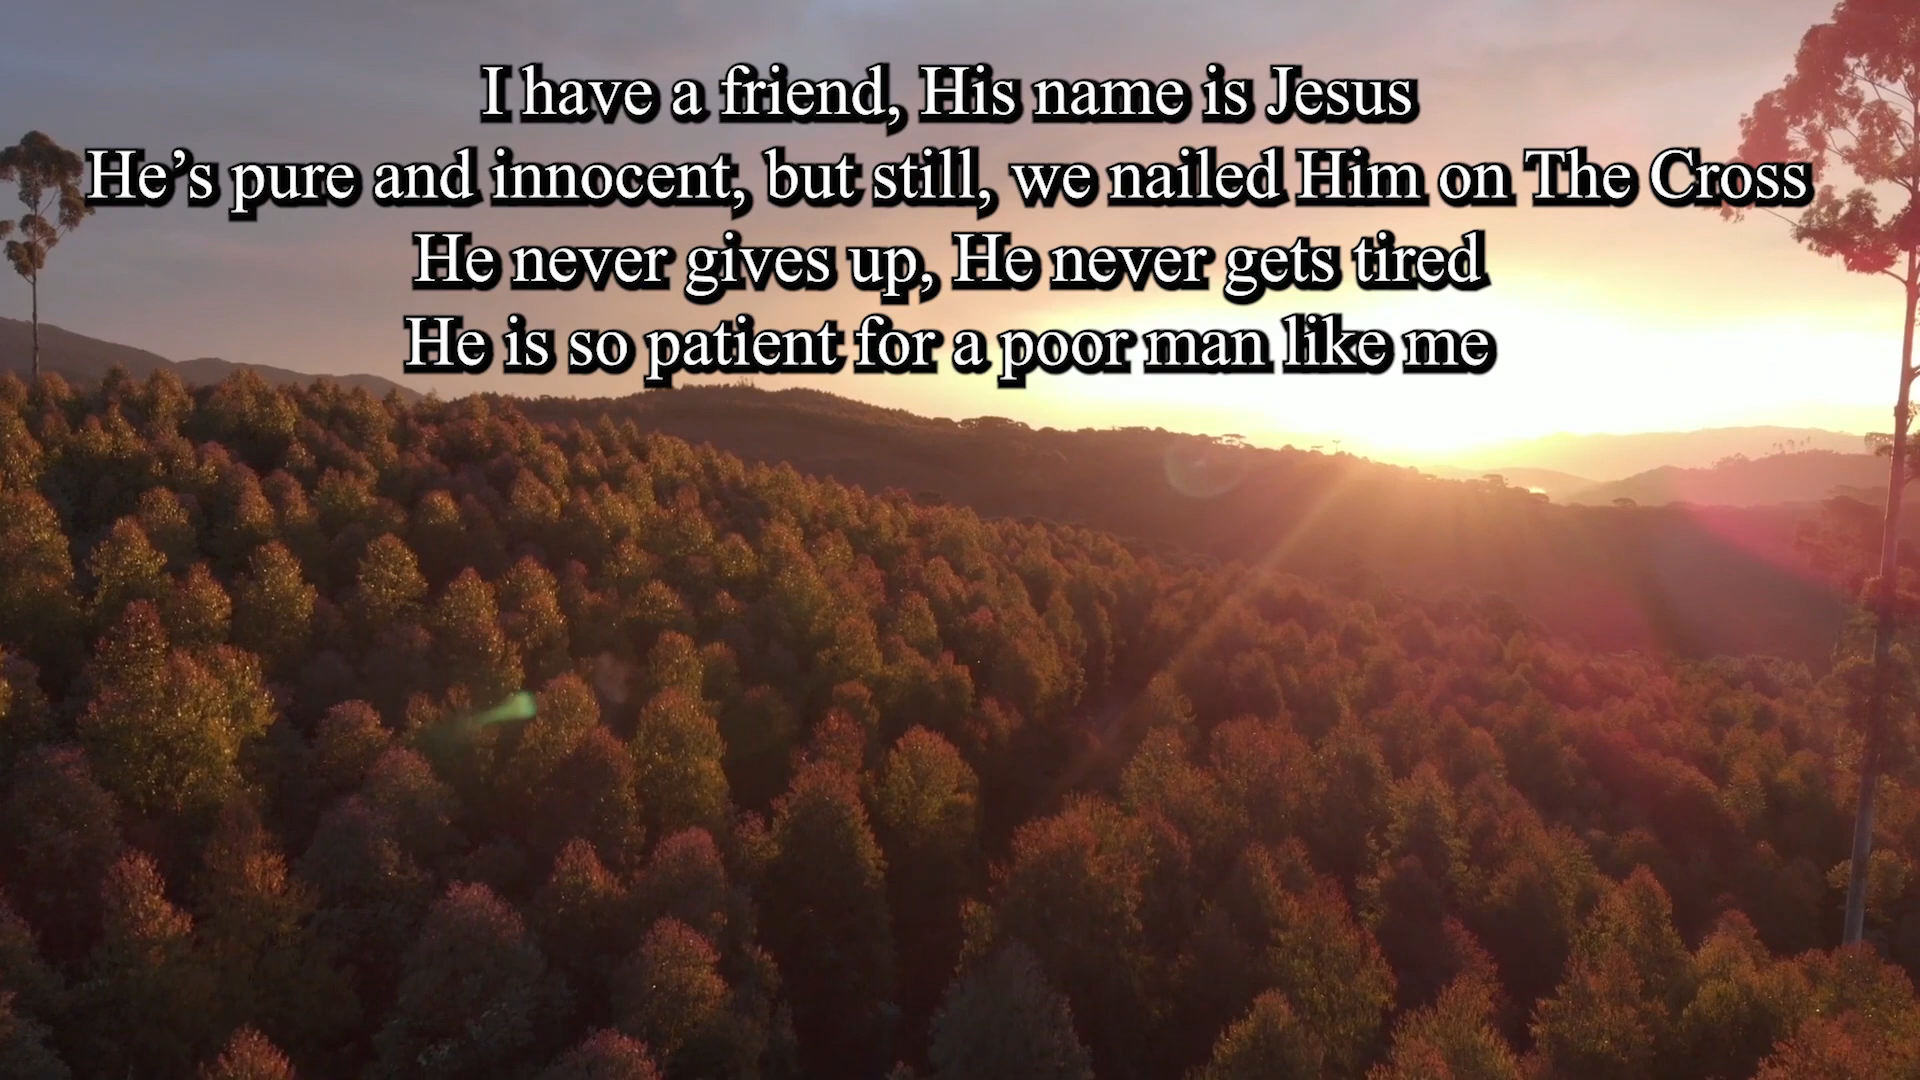 I have a friend, His name is Jesus
He’s pure and innocent, but still, we nailed Him on The Cross
He never gives up, He never gets tired
He is so patient for a poor man like me